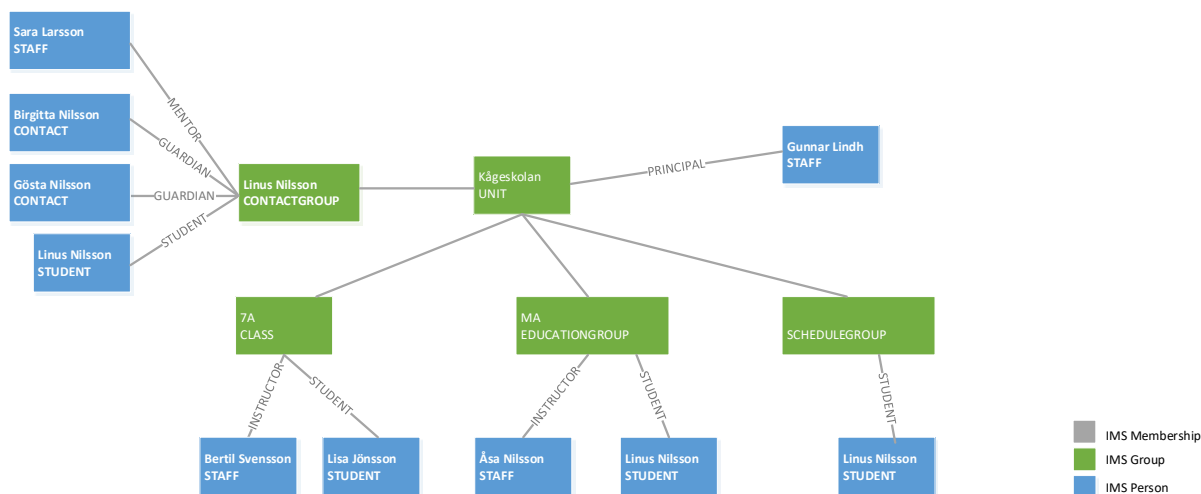 Sara Larsson
STAFF
MENTOR
Birgitta Nilsson
CONTACT
GUARDIAN
Gösta Nilsson
CONTACT
GUARDIAN
Linus Nilsson
STUDENT
STUDENT
Linus Nilsson
CONTACTGROUP
Kågeskolan
UNIT
PRINCIPAL
Gunnar Lindh
STAFF
7A
CLASS
MA
EDUCATIONGROUP
SCHEDULEGROUP
INSTRUCTOR
STUDENT
INSTRUCTOR
STUDENT
STUDENT
Bertil Svensson
STAFF
Lisa Jönsson
STUDENT
Åsa Nilsson
STAFF
Linus Nilsson
STUDENT
Linus Nilsson
STUDENT
IMS Membership
IMS Group
IMS Person